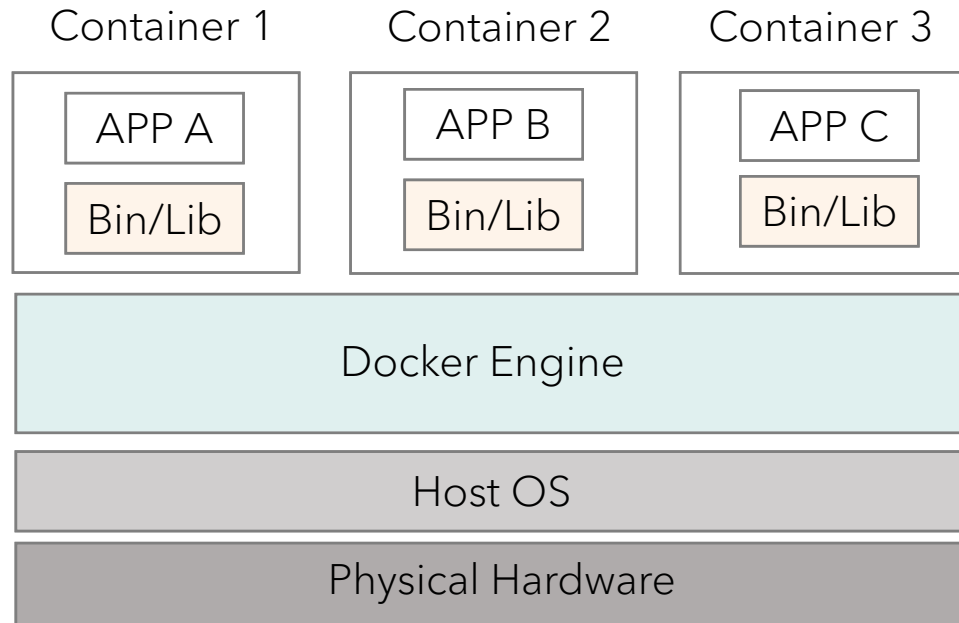 Container 1
Container 2
Container 3
APP A
APP B
APP C
Bin/Lib
Bin/Lib
Bin/Lib
Docker Engine
Host OS
Physical Hardware